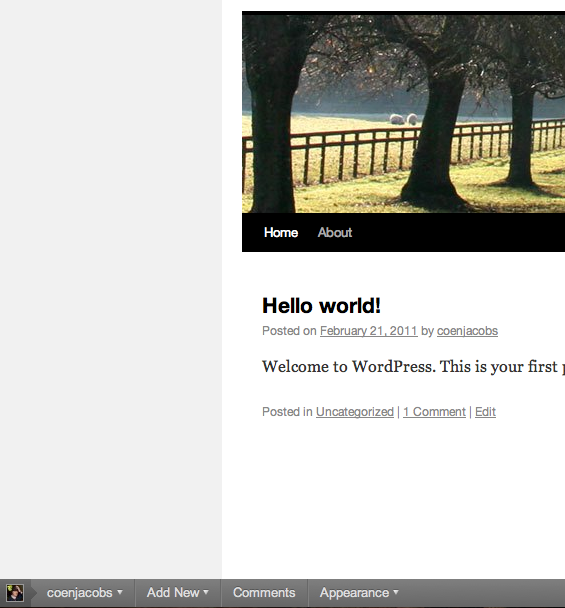 Home About
Hello world!
Posted on February 21, 2011 by coenjacobs
Welcome to WordPress. This is your first
Posted in Uncategorized | 1 Comment | Edit
coenjacobs Add New Comments Appearance